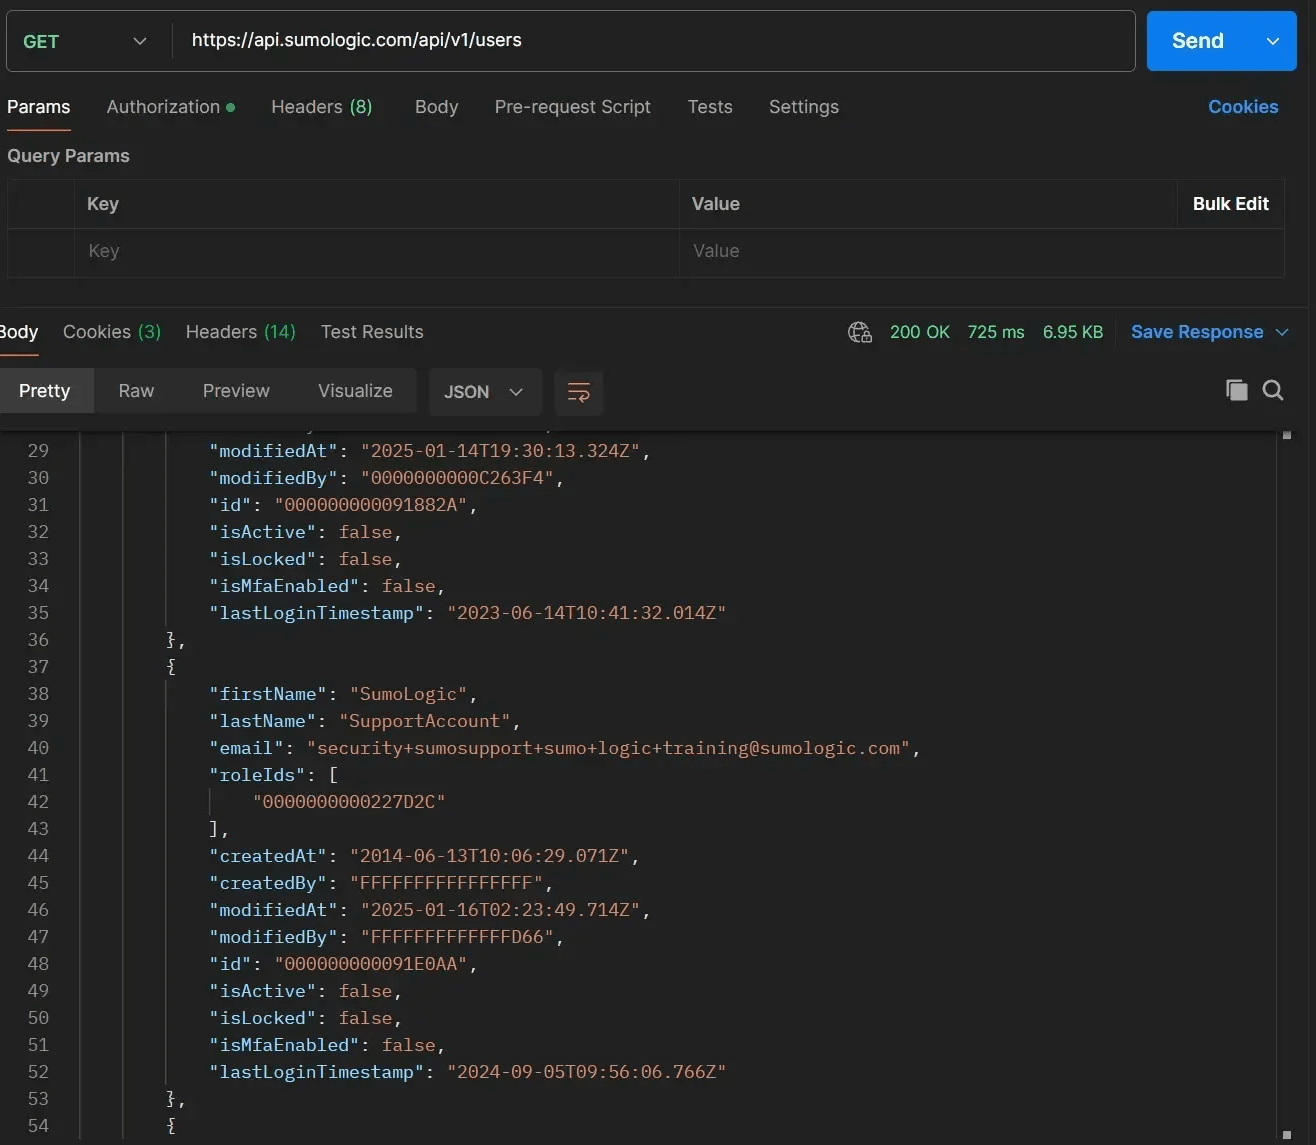 GET https://api.sumologic.com/api/v1/users Send
Params Authorization Headers (8) Body Pre-request Script Tests Settings Cookies
Query Params
Key Value Bulk Edit
Key Value
Body Cookies (3) Headers (14) Test Results 200 OK 725 ms 6.95 KB Save Response
Pretty Raw Preview Visualize JSON
29 "modifiedAt": "2025-01-14T19:30:13.324Z",
30 "modifiedBy": "0000000000C263F4",
31 "id": "000000000091882A",
32 "isActive": false,
33 "isLocked": false,
34 "isMfaEnabled": false,
35 "lastLoginTimestamp": "2023-06-14T10:41:32.014Z"
36 },
37 {
38 "firstName": "SumoLogic",
39 "lastName": "SupportAccount",
40 "email": "security+sumosupport+sumo+logic+training@sumologic.com",
41 "roleIds": [
42 "0000000000227D2C"
43 ],
44 "createdAt": "2014-06-13T10:06:29.071Z",
45 "createdBy": "FFFFFFFFFFFFFFFF",
46 "modifiedAt": "2025-01-16T02:23:49.714Z",
47 "modifiedBy": "FFFFFFFFFFFFFD66",
48 "id": "000000000091E0AA",
49 "isActive": false,
50 "isLocked": false,
51 "isMfaEnabled": false,
52 "lastLoginTimestamp": "2024-09-05T09:56:06.766Z"
53 },
54 {